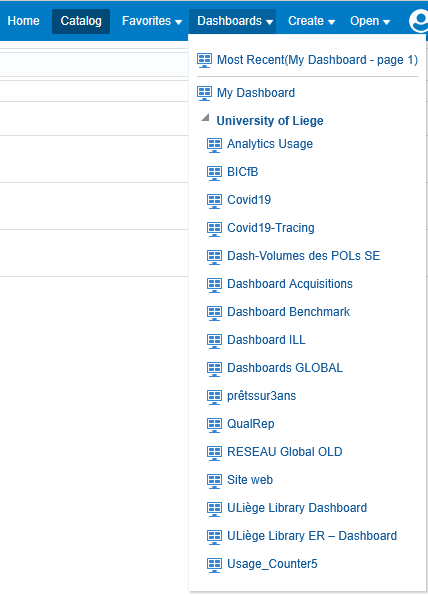 Home Catalog Favorites Dashboards Create Open
Most Recent(My Dashboard - page 1)
My Dashboard
University of Liege
Analytics Usage
BICfB
Covid19
Covid19-Tracing
Dash-Volumes des POLs SE
Dashboard Acquisitions
Dashboard Benchmark
Dashboard ILL
Dashboards GLOBAL
prêtssur3ans
QualRep
RESEAU Global OLD
Site web
ULiège Library Dashboard
ULiège Library ER – Dashboard
Usage_Counter5